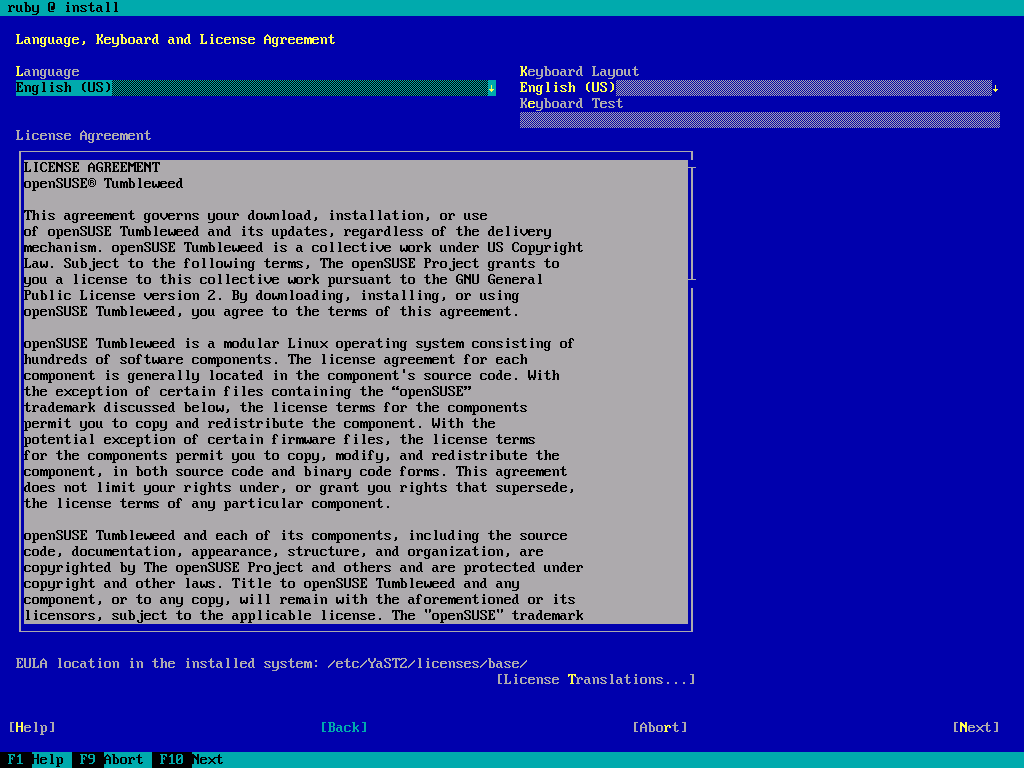 ruby @ install
Language, Keyboard and License Agreement
Language
English (US)↓
Keyboard Layout
English (US)↓
Keyboard Test
License Agreement
LICENSE AGREEMENT
openSUSE® Tumbleweed
This agreement governs your download, installation, or use
of openSUSE Tumbleweed and its updates, regardless of the delivery
mechanism. openSUSE Tumbleweed is a collective work under US Copyright
Law. Subject to the following terms, The openSUSE Project grants to
you a license to this collective work pursuant to the GNU General
Public License version 2. By downloading, installing, or using
openSUSE Tumbleweed, you agree to the terms of this agreement.
openSUSE Tumbleweed is a modular Linux operating system consisting of
hundreds of software components. The license agreement for each
component is generally located in the component's source code. With
the exception of certain files containing the “openSUSE”
trademark discussed below, the license terms for the components
permit you to copy and redistribute the component. With the
potential exception of certain firmware files, the license terms
for the components permit you to copy, modify, and redistribute the
component, in both source code and binary code forms. This agreement
does not limit your rights under, or grant you rights that supersede,
the license terms of any particular component.
openSUSE Tumbleweed and each of its components, including the source
code, documentation, appearance, structure, and organization, are
copyrighted by The openSUSE Project and others and are protected under
copyright and other laws. Title to openSUSE Tumbleweed and any
component, or to any copy, will remain with the aforementioned or its
licensors, subject to the applicable license. The "openSUSE" trademark
EULA location in the installed system: /etc/YaST2/licenses/base/
[License Translations...]
[Help] [Back] [Abort] [Next]
F1 Help F9 Abort F10 Next